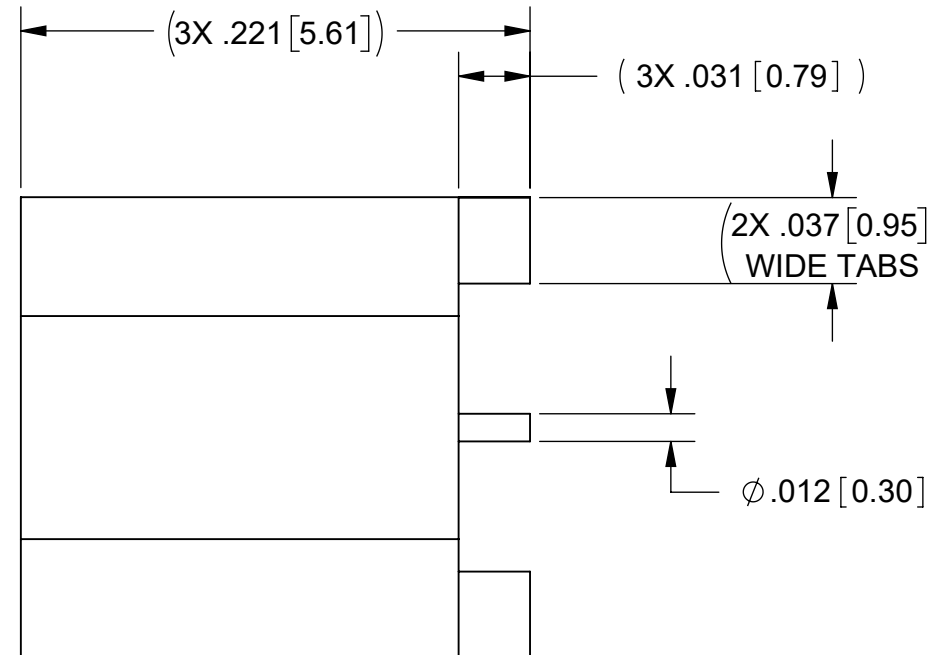 (3X .221 [5.61])
( 3X .031 [0.79] )
(2X .037 [0.95]
WIDE TABS
⌀.012 [0.30]